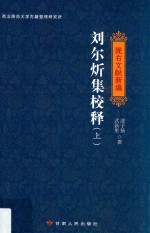 西北师范大学古籍整理研究所
陇右文献新编
刘尔炘集校释
（上）
甘肃人民出版社